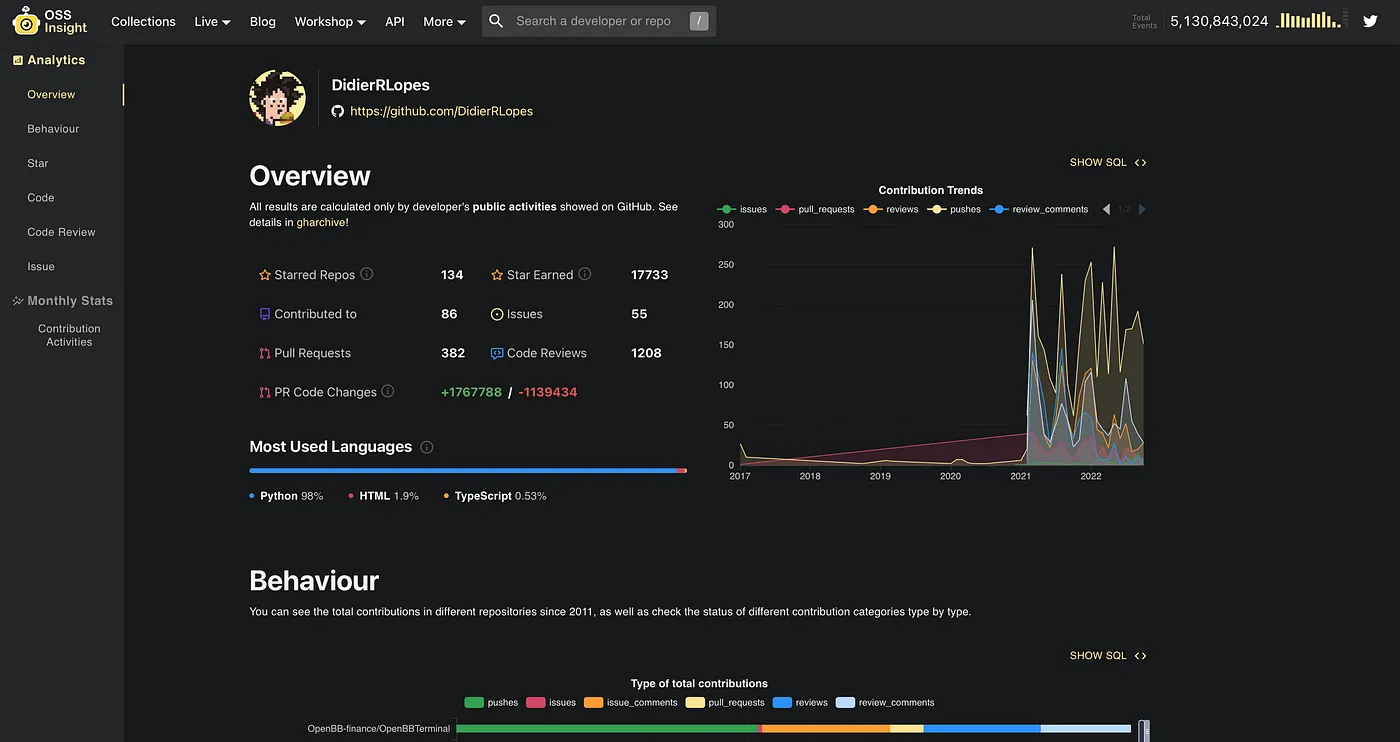 OSS
Insight
Collections
Live
Blog
Workshop
API
More
Search a developer or repo
/
Total
Events
5,130,843,024
Analytics
Overview
Behaviour
Star
Code
Code Review
Issue
Monthly Stats
Contribution
Activities
DidierRLopes
https://github.com/DidierRLopes
Overview
All results are calculated only by developer's public activities showed on GitHub. See
details in gharchive!
Starred Repos 134
Star Earned 17733
Contributed to 86
Issues 55
Pull Requests 382
Code Reviews 1208
PR Code Changes +1767788 / -1139434
Most Used Languages
Python 98% HTML 1.9% TypeScript 0.53%
SHOW SQL <>
Contribution Trends
issues pull_requests reviews pushes review_comments 1/2
300
250
200
150
100
50
0
2017 2018 2019 2020 2021 2022
Behaviour
You can see the total contributions in different repositories since 2011, as well as check the status of different contribution categories type by type.
SHOW SQL <>
Type of total contributions
pushes issues issue_comments pull_requests reviews review_comments
OpenBB-finance/OpenBBTerminal